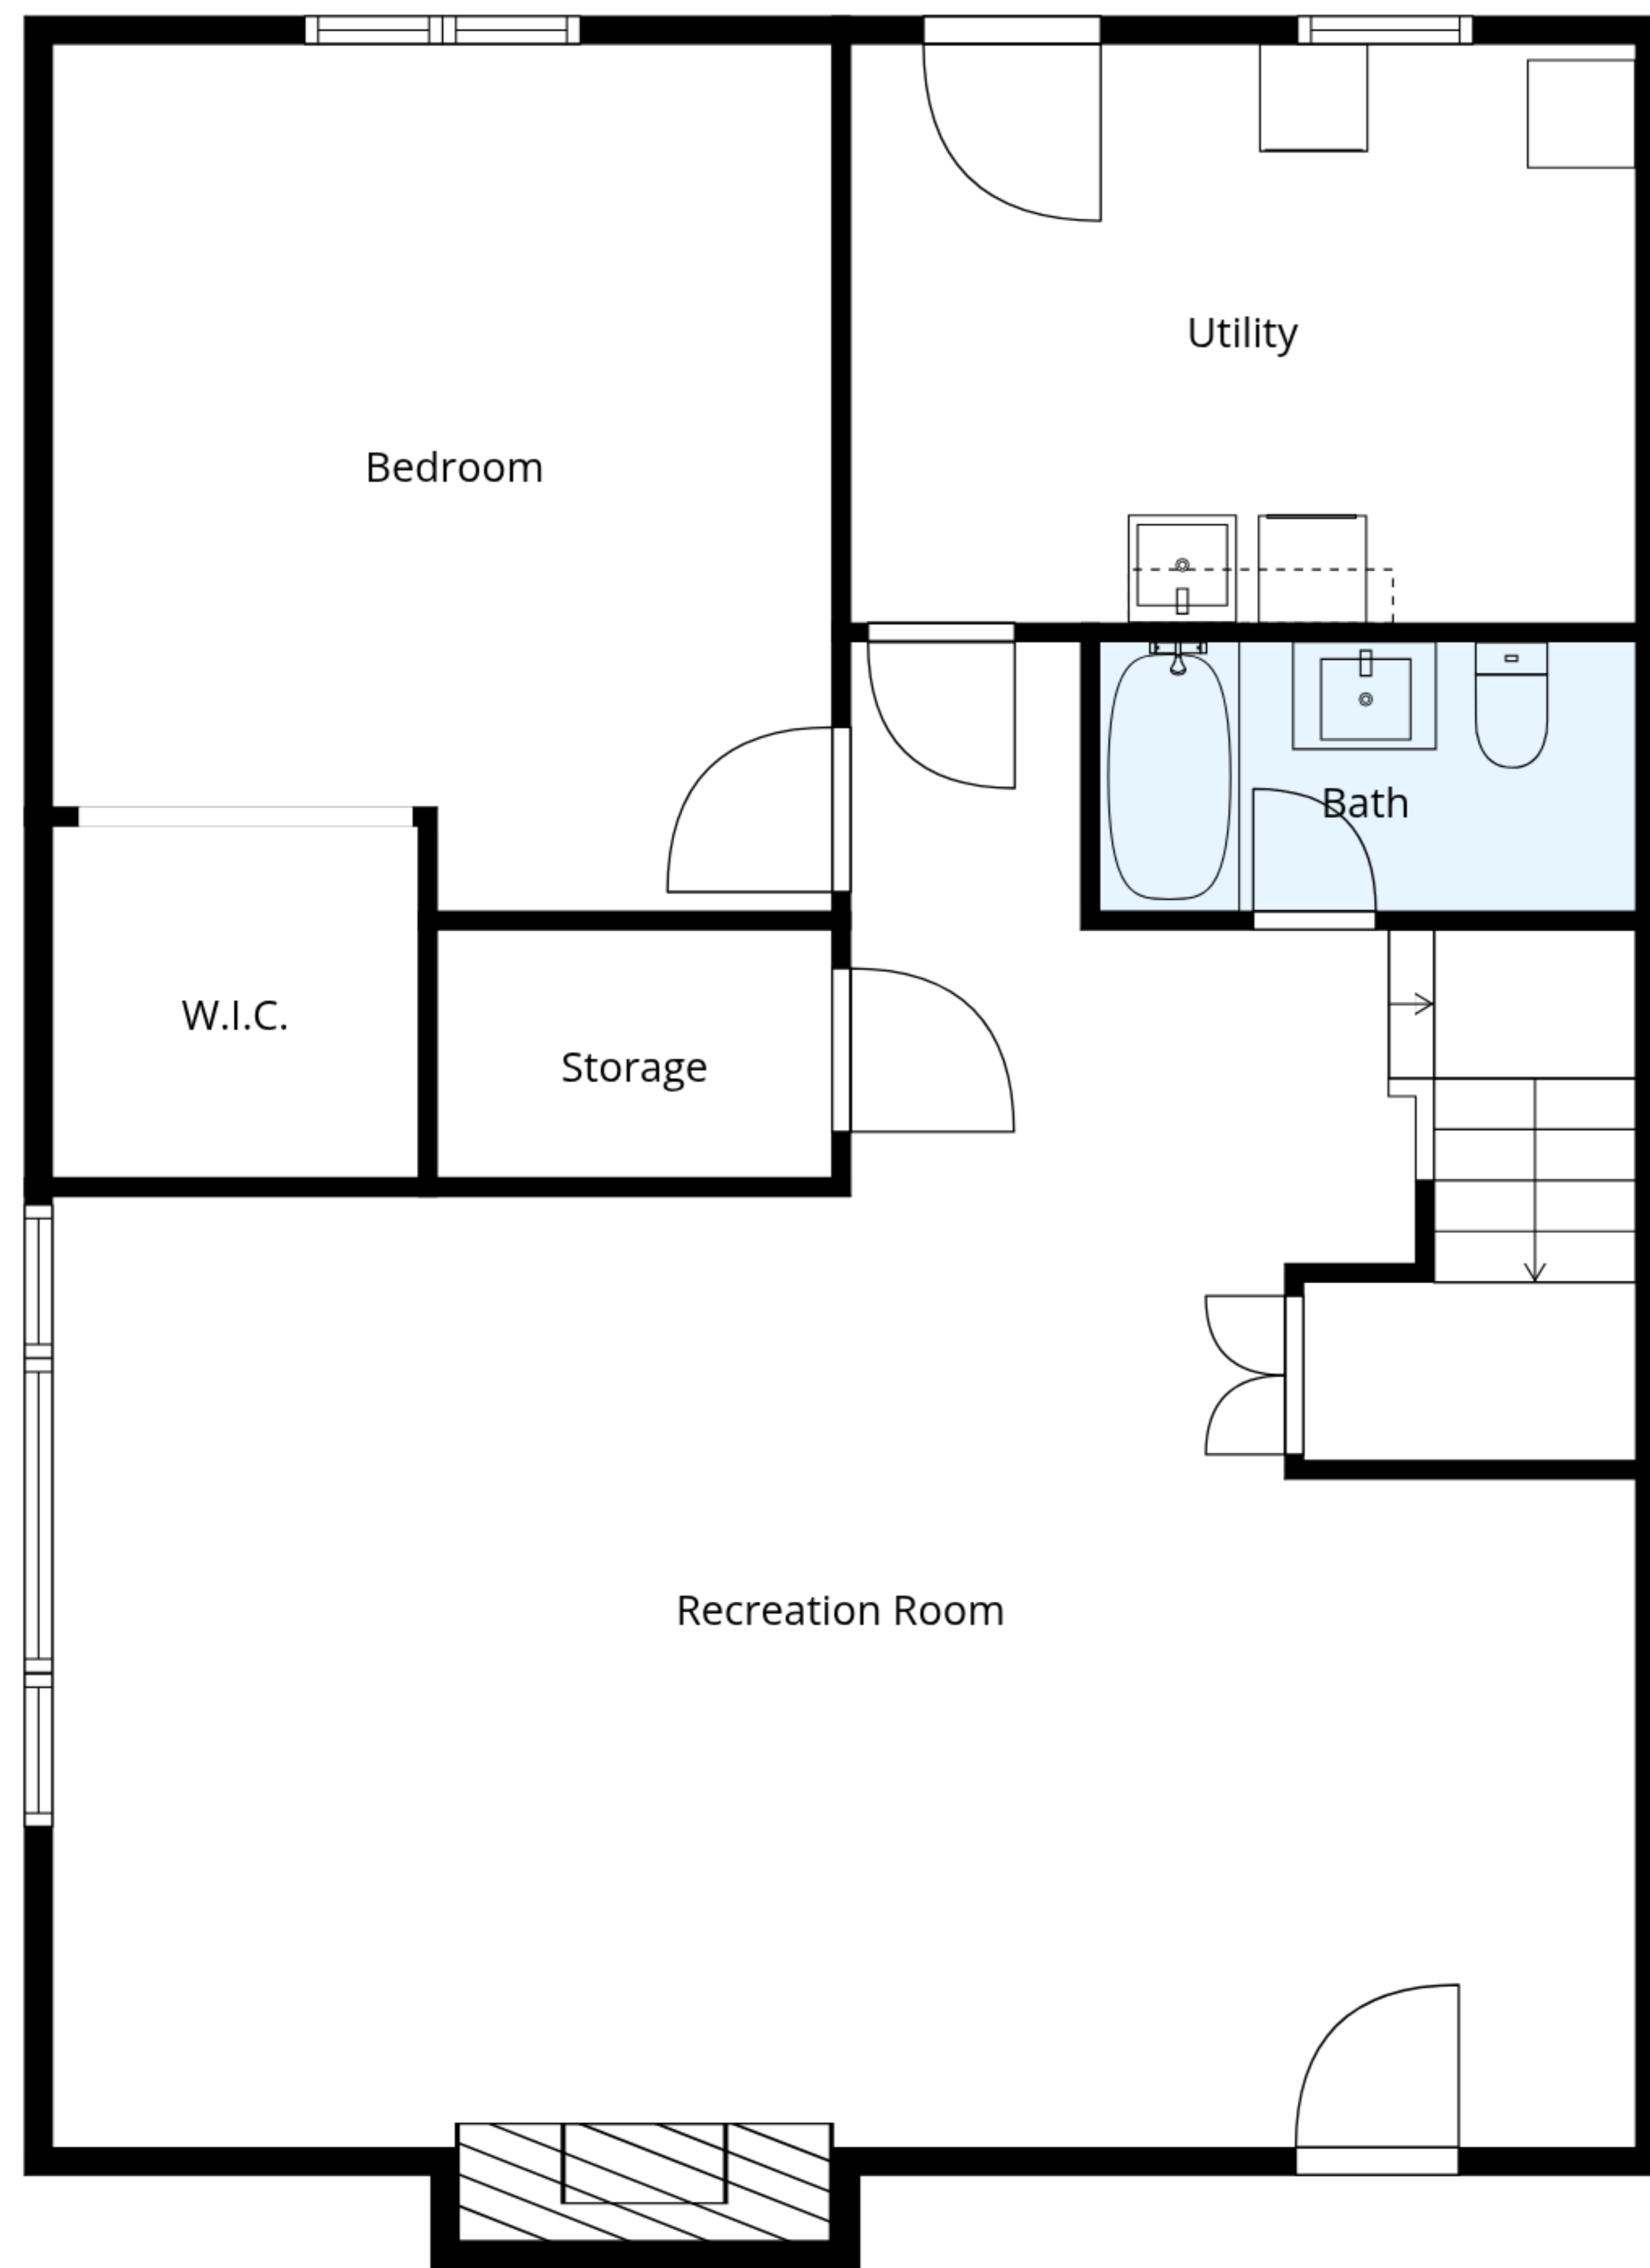 Utility
Bedroom
Bath
W.I.C.
Storage
Recreation Room